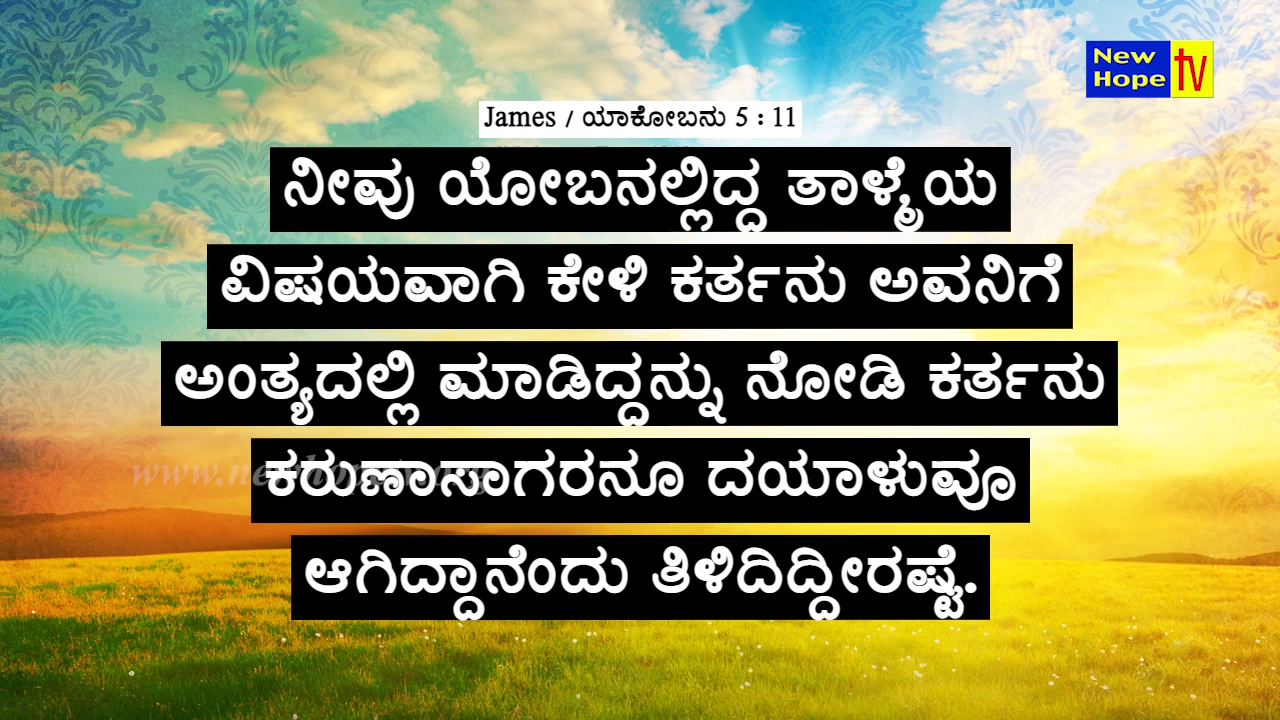 New
Hope
tv
James / ಯಾಕೋಬನು 5 : 11
ನೀವು ಯೋಬನಲ್ಲಿದ್ದ ತಾಳ್ಮೆಯ
ವಿಷಯವಾಗಿ ಕೇಳಿ ಕರ್ತನು ಅವನಿಗೆ
ಅಂತ್ಯದಲ್ಲಿ ಮಾಡಿದ್ದನ್ನು ನೋಡಿ ಕರ್ತನು
ಕರುಣಾಸಾಗರನೂ ದಯಾಳುವೂ
ಆಗಿದ್ದಾನೆಂದು ತಿಳಿದಿದ್ದೀರಷ್ಟೆ.